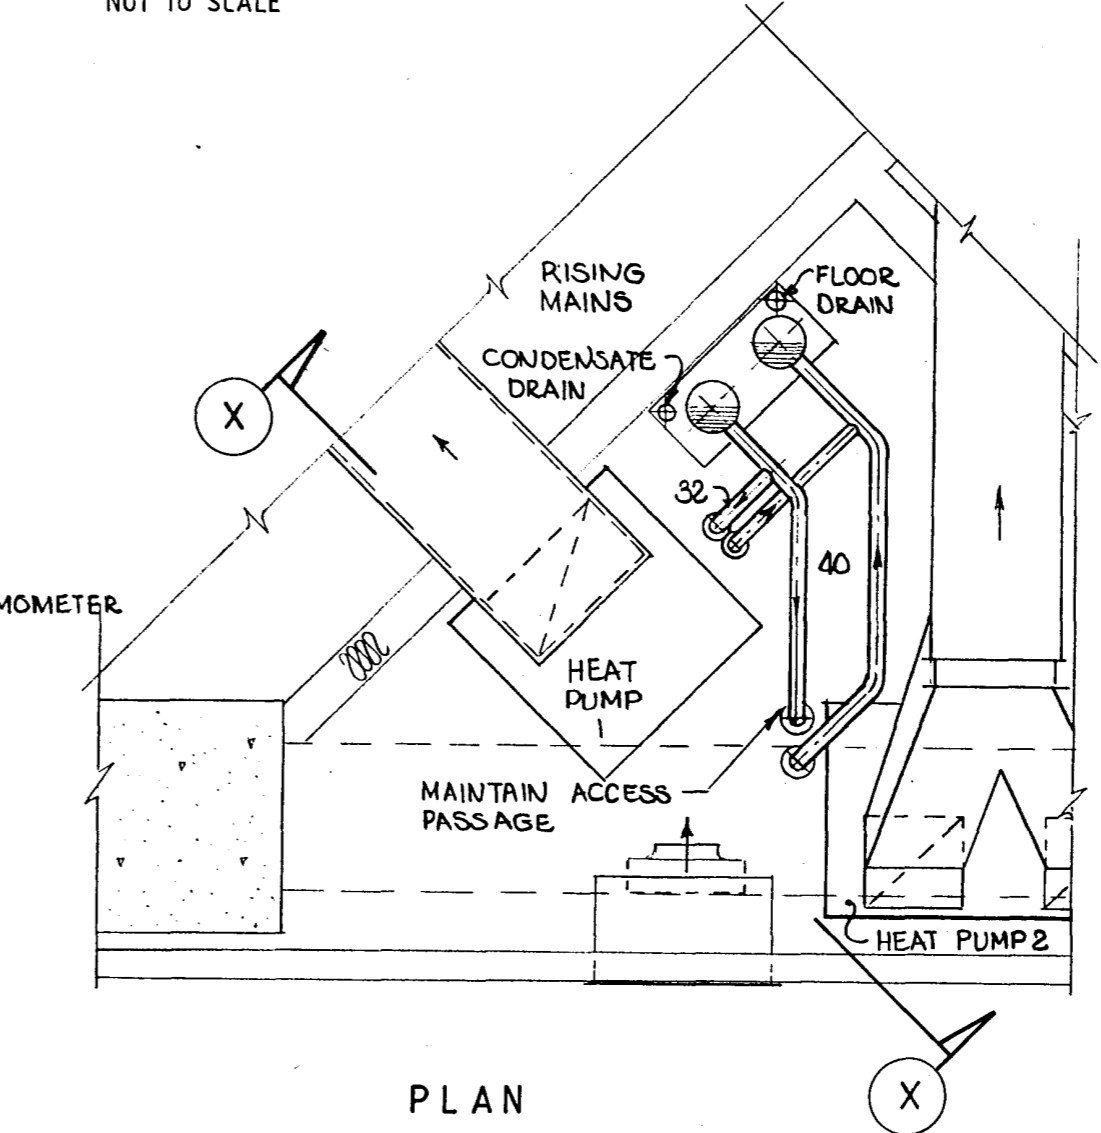 NOT TO SCALE
RISING
MAINS
FLOOR
DRAIN
CONDENSATE
DRAIN
X
32
40
MOMETER
HEAT
PUMP
1
MAINTAIN ACCESS
PASSAGE
HEAT PUMP 2
X
PLAN